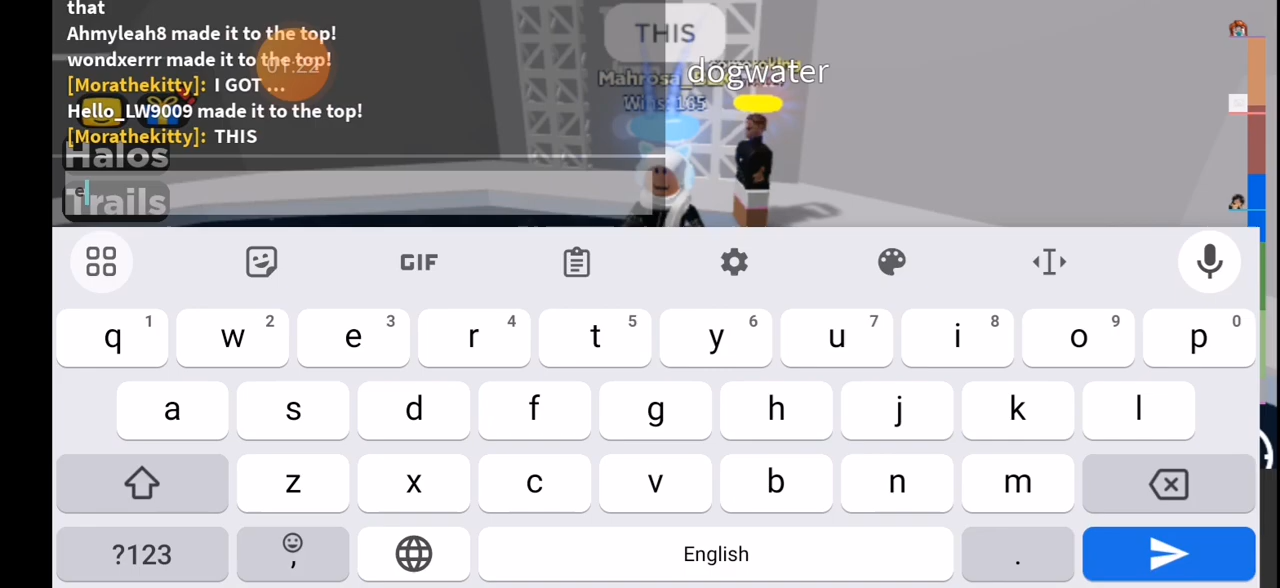 that
Ahmyleah8 made it to the top!
wondxerrr made it to the top!
[Morathekitty]: I GOT ...
Hello_LW9009 made it to the top!
[Morathekitty]: THIS
01:22
Halos
Trails
e
THIS
dogwater
Wins: 165
GIF
q 1 w 2 e 3 r 4 t 5 y 6 u 7 i 8 o 9 p 0
a s d f g h j k l
z x c v b n m
?123 , English .